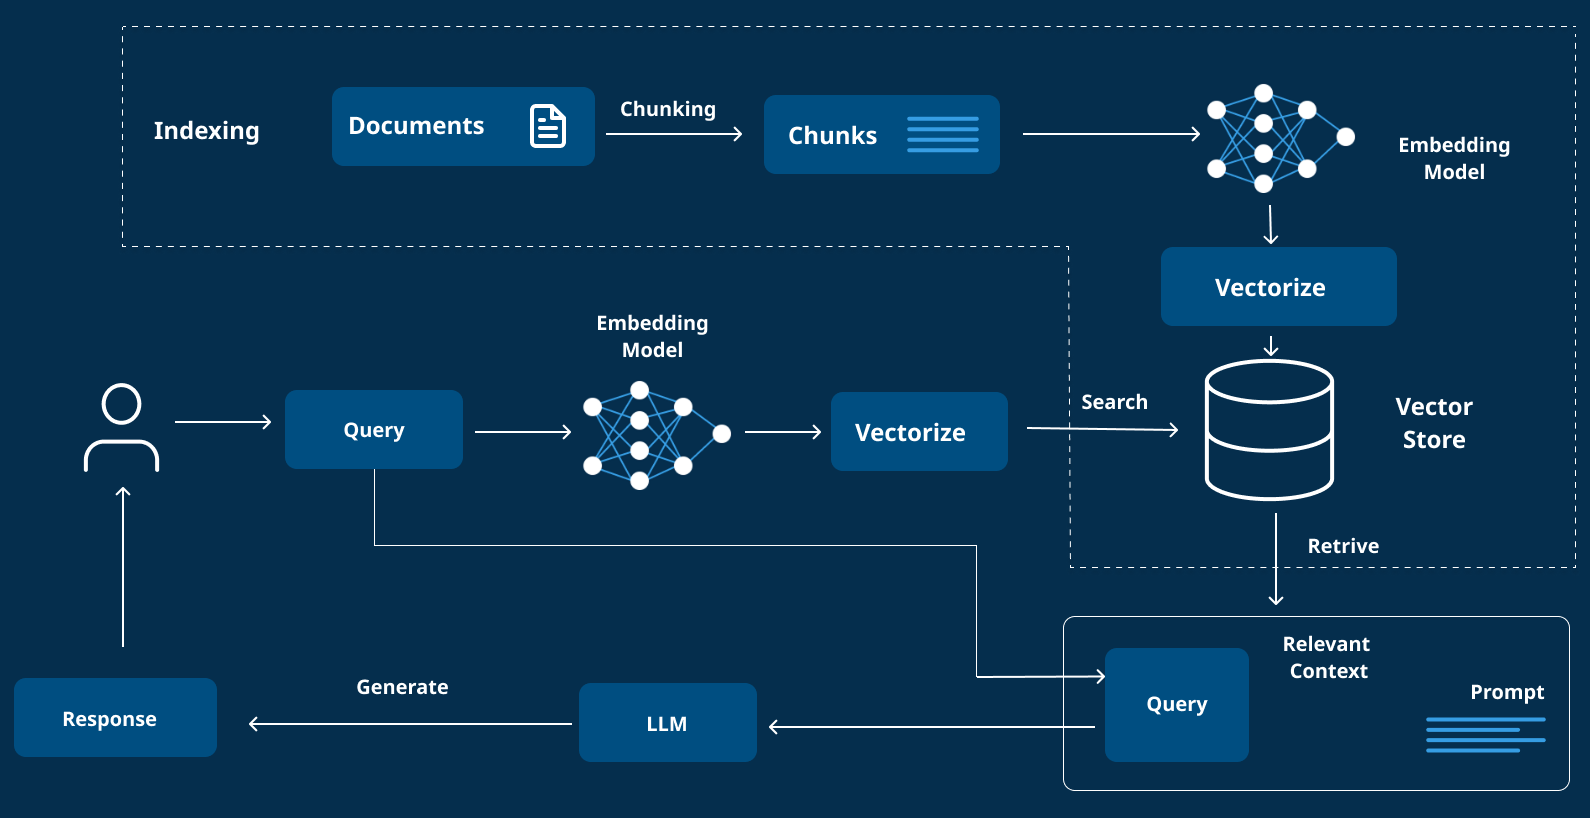 Indexing
Documents
Chunking
Chunks
Embedding
Model
Vectorize
Embedding
Model
Query
Vectorize
Search
Vector
Store
Retrive
Relevant
Context
Prompt
Query
LLM
Generate
Response